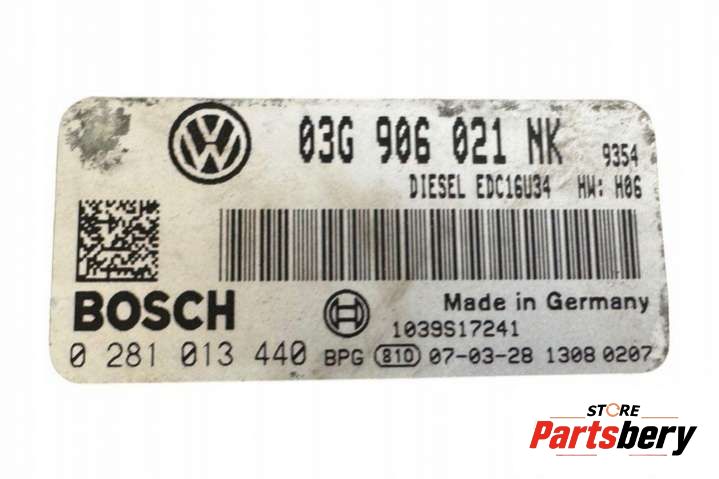 03G 906 021 NK 9354
DIESEL EDC16U34 HW: H06
BOSCH
Made in Germany
1039S17241
0 281 013 440 BPG 810 07-03-28 1308 0207
STORE
Partsbery